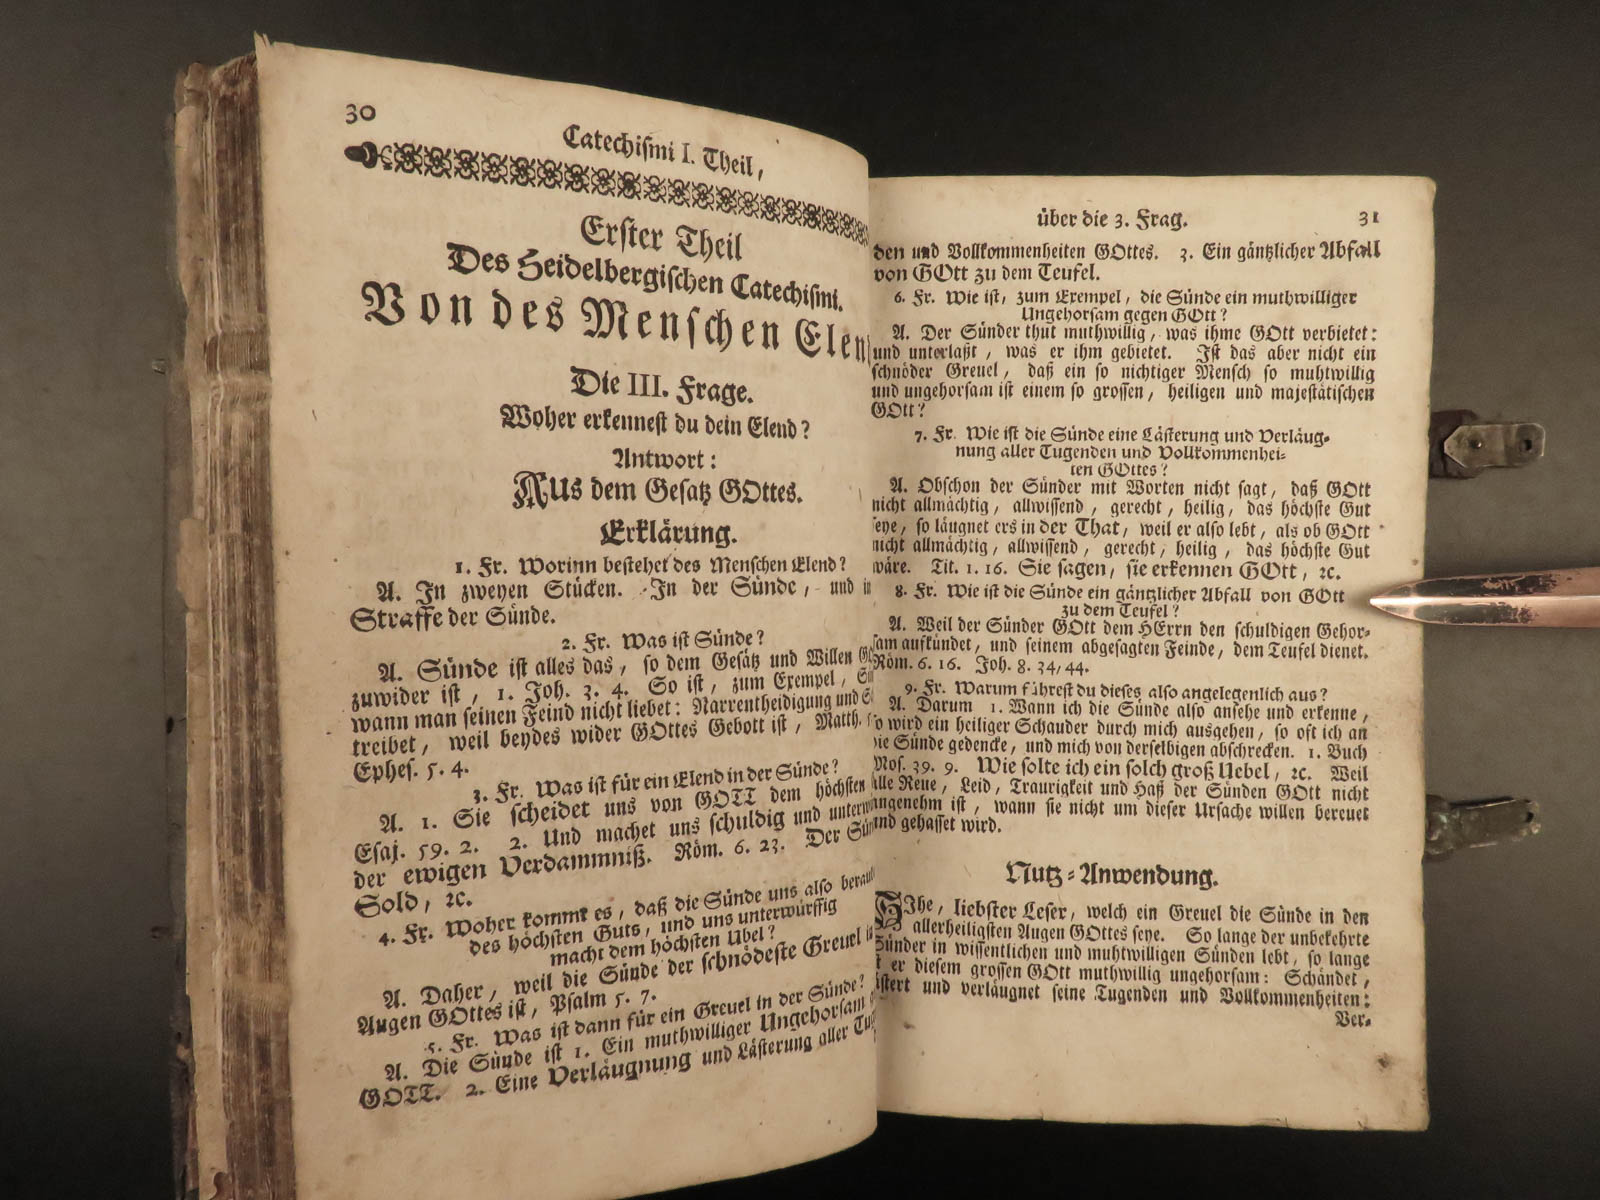 30
Catechiſmi I. Theil,
Erſter Theil
Des Heidelbergiſchen Catechiſmi.
Von des Menſchen
Die III. Frage.
Woher erkenneſt du dein Elend?
Antwort:
Aus dem Geſatz GOttes.
Erklärung.
1. Fr. Worinn beſtehet des Menſchen Elend?
A. In zweyen Stücken. In der Sünde, und
Straffe der Sünde.
2. Fr. Was iſt Sünde?
A. Sünde iſt alles das, ſo dem Geſätz und Willen
zuwider iſt, 1. Joh. 3. 4. So iſt, zum Exempel,
wann man ſeinen Feind nicht liebet: Narrentheidigung und
treibet, weil beydes wider GOttes Gebott iſt, Matth.
Epheſ. 5. 4.
3. Fr. Was iſt für ein Elend in der Sünde?
A. 1. Sie ſcheidet uns von GOTT dem höchſten
Eſaj. 59. 2. 2. Und machet uns ſchuldig und
der ewigen Verdammniß. Röm. 6. 23. Der
Sold, ꝛc.
4. Fr. Woher kommt es, daß die Sünde uns alſo
des höchſten Guts, und uns unterwürffig
macht dem höchſten Übel?
A. Daher, weil die Sünde der ſchnödeſte Greuel
Augen GOttes iſt, Pſalm 5. 7.
5. Fr. Was iſt dann für ein Greuel in der Sünde?
A. Die Sünde iſt 1. Ein muthwilliger Ungehorſam
GOTT. 2. Eine Verläugnung und Läſterung aller
über die 3. Frag. 31
den und Vollkommenheiten GOttes. 3. Ein gäntzlicher Abfall
von GOtt zu dem Teufel.
6. Fr. Wie iſt, zum Exempel, die Sünde ein muthwilliger
Ungehorſam gegen GOtt?
A. Der Sünder thut muthwillig, was ihme GOtt verbietet:
und unterlaßt, was er ihm gebietet. Iſt das aber nicht ein
ſchnöder Greuel, daß ein ſo nichtiger Menſch ſo muhtwillig
und ungehorſam iſt einem ſo groſſen, heiligen und majeſtätiſchen
GOtt?
7. Fr. Wie iſt die Sünde eine Läſterung und Verläug-
nung aller Tugenden und Vollkommenhei-
ten GOttes?
A. Obſchon der Sünder mit Worten nicht ſagt, daß GOtt
nicht allmächtig, allwiſſend, gerecht, heilig, das höchſte Gut
ſeye, ſo läugnet ers in der That, weil er alſo lebt, als ob GOtt
nicht allmächtig, allwiſſend, gerecht, heilig, das höchſte Gut
wäre. Tit. 1. 16. Sie ſagen, ſie erkennen GOtt, ꝛc.
8. Fr. Wie iſt die Sünde ein gäntzlicher Abfall von GOtt
zu dem Teufel?
A. Weil der Sünder GOtt dem HErrn den ſchuldigen Gehor-
ſam aufkündet, und ſeinem abgeſagten Feinde, dem Teufel dienet.
Röm. 6. 16. Joh. 8. 34, 44.
9. Fr. Warum führeſt du dieſes alſo angelegenlich aus?
A. Darum 1. Wann ich die Sünde alſo anſehe und erkenne,
ſo wird ein heiliger Schauder durch mich ausgehen, ſo oft ich an
die Sünde gedencke, und mich von derſelbigen abſchrecken. 1. Buch
Moſ. 39. 9. Wie ſolte ich ein ſolch groß Uebel, ꝛc. Weil
alle Reue, Leid, Traurigkeit und Haß der Sünden GOtt nicht
angenehm iſt, wann ſie nicht um dieſer Urſache willen bereuet
und gehaſſet wird.
Nutz-Anwendung.
SIhe, liebſter Leſer, welch ein Greuel die Sünde in den
allerheiligſten Augen GOttes ſeye. So lange der unbekehrte
Sünder in wiſſentlichen und muhtwilligen Sünden lebt, ſo lange
iſt er dieſem groſſen GOtt muthwillig ungehorſam: Schändet,
läſtert und verläugnet ſeine Tugenden und Vollkommenheiten:
Ver-